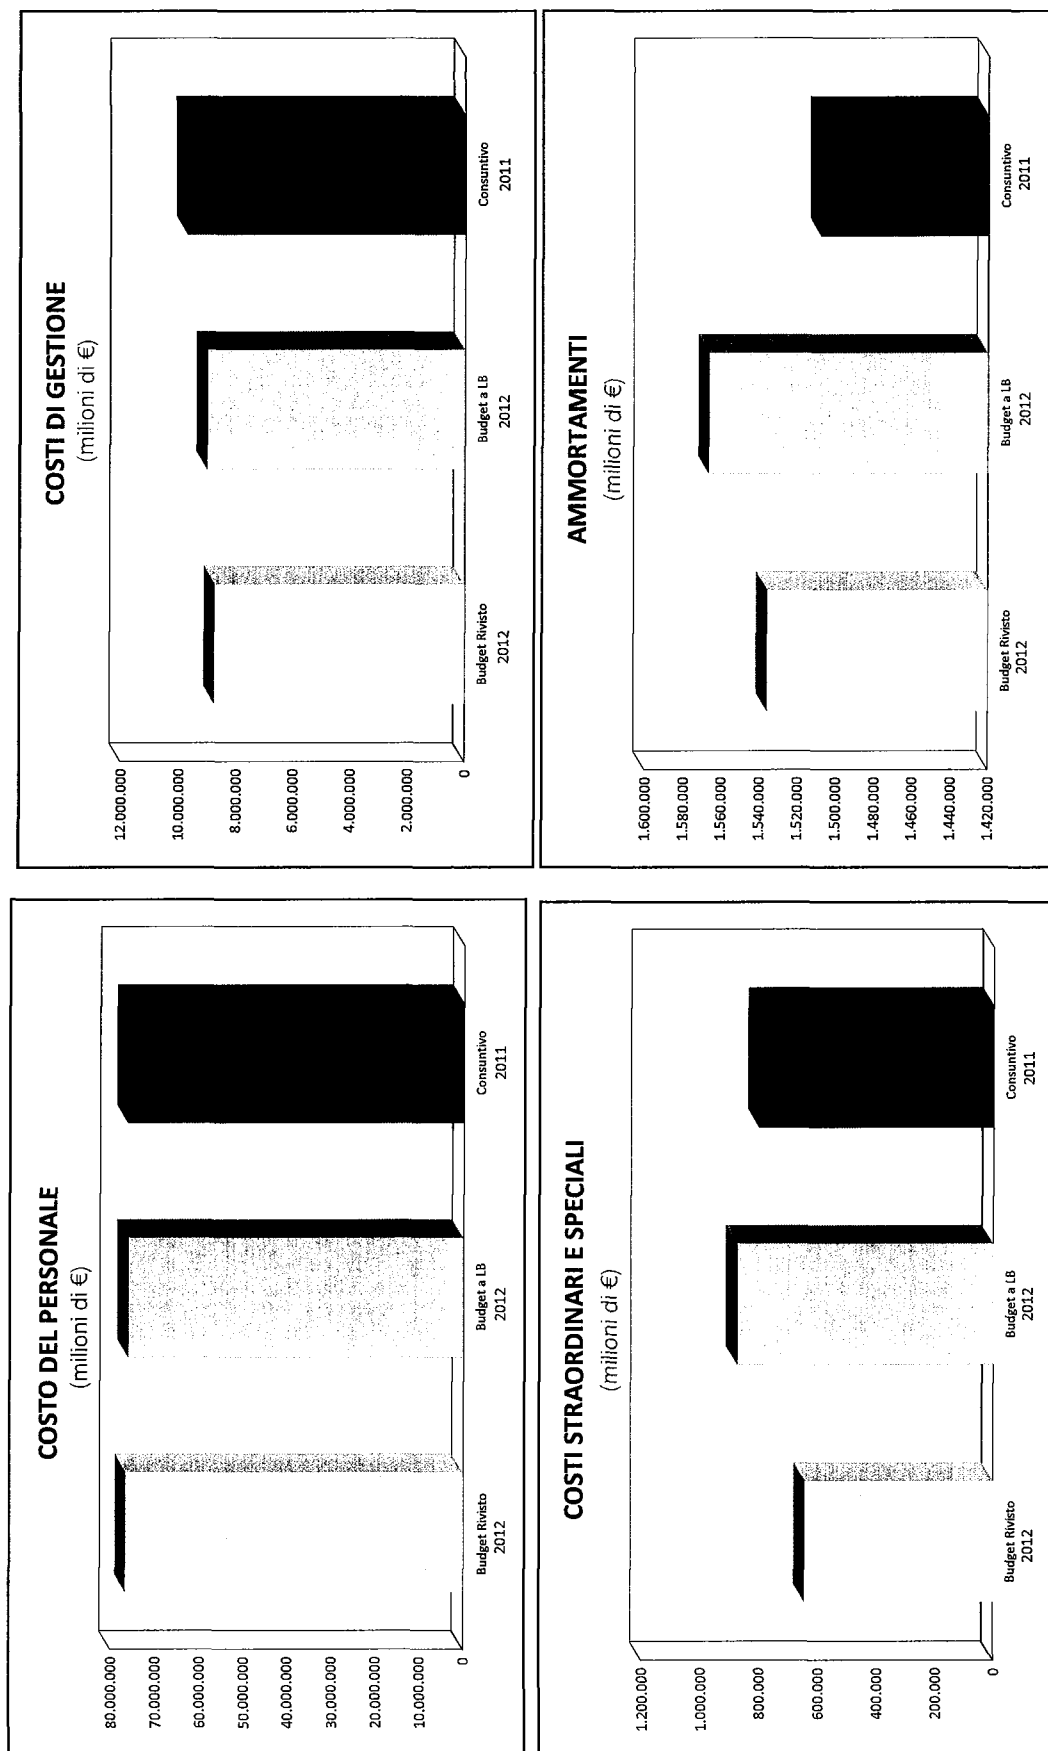 COSTO DEL PERSONALE
(milioni di €)
80.000.000
70.000.000
60.000.000
50.000.000
40.000.000
30.000.000
20.000.000
10.000.000
0
Budget Rivisto
2012
Budget a LB
2012
Consuntivo
2011
COSTI DI GESTIONE
(milioni di €)
12.000.000
10.000.000
8.000.000
6.000.000
4.000.000
2.000.000
0
Budget Rivisto
2012
Budget a LB
2012
Consuntivo
2011
COSTI STRAORDINARI E SPECIALI
(milioni di €)
1.200.000
1.000.000
800.000
600.000
400.000
200.000
0
Budget Rivisto
2012
Budget a LB
2012
Consuntivo
2011
AMMORTAMENTI
(milioni di €)
1.600.000
1.580.000
1.560.000
1.540.000
1.520.000
1.500.000
1.480.000
1.460.000
1.440.000
1.420.000
Budget Rivisto
2012
Budget a LB
2012
Consuntivo
2011